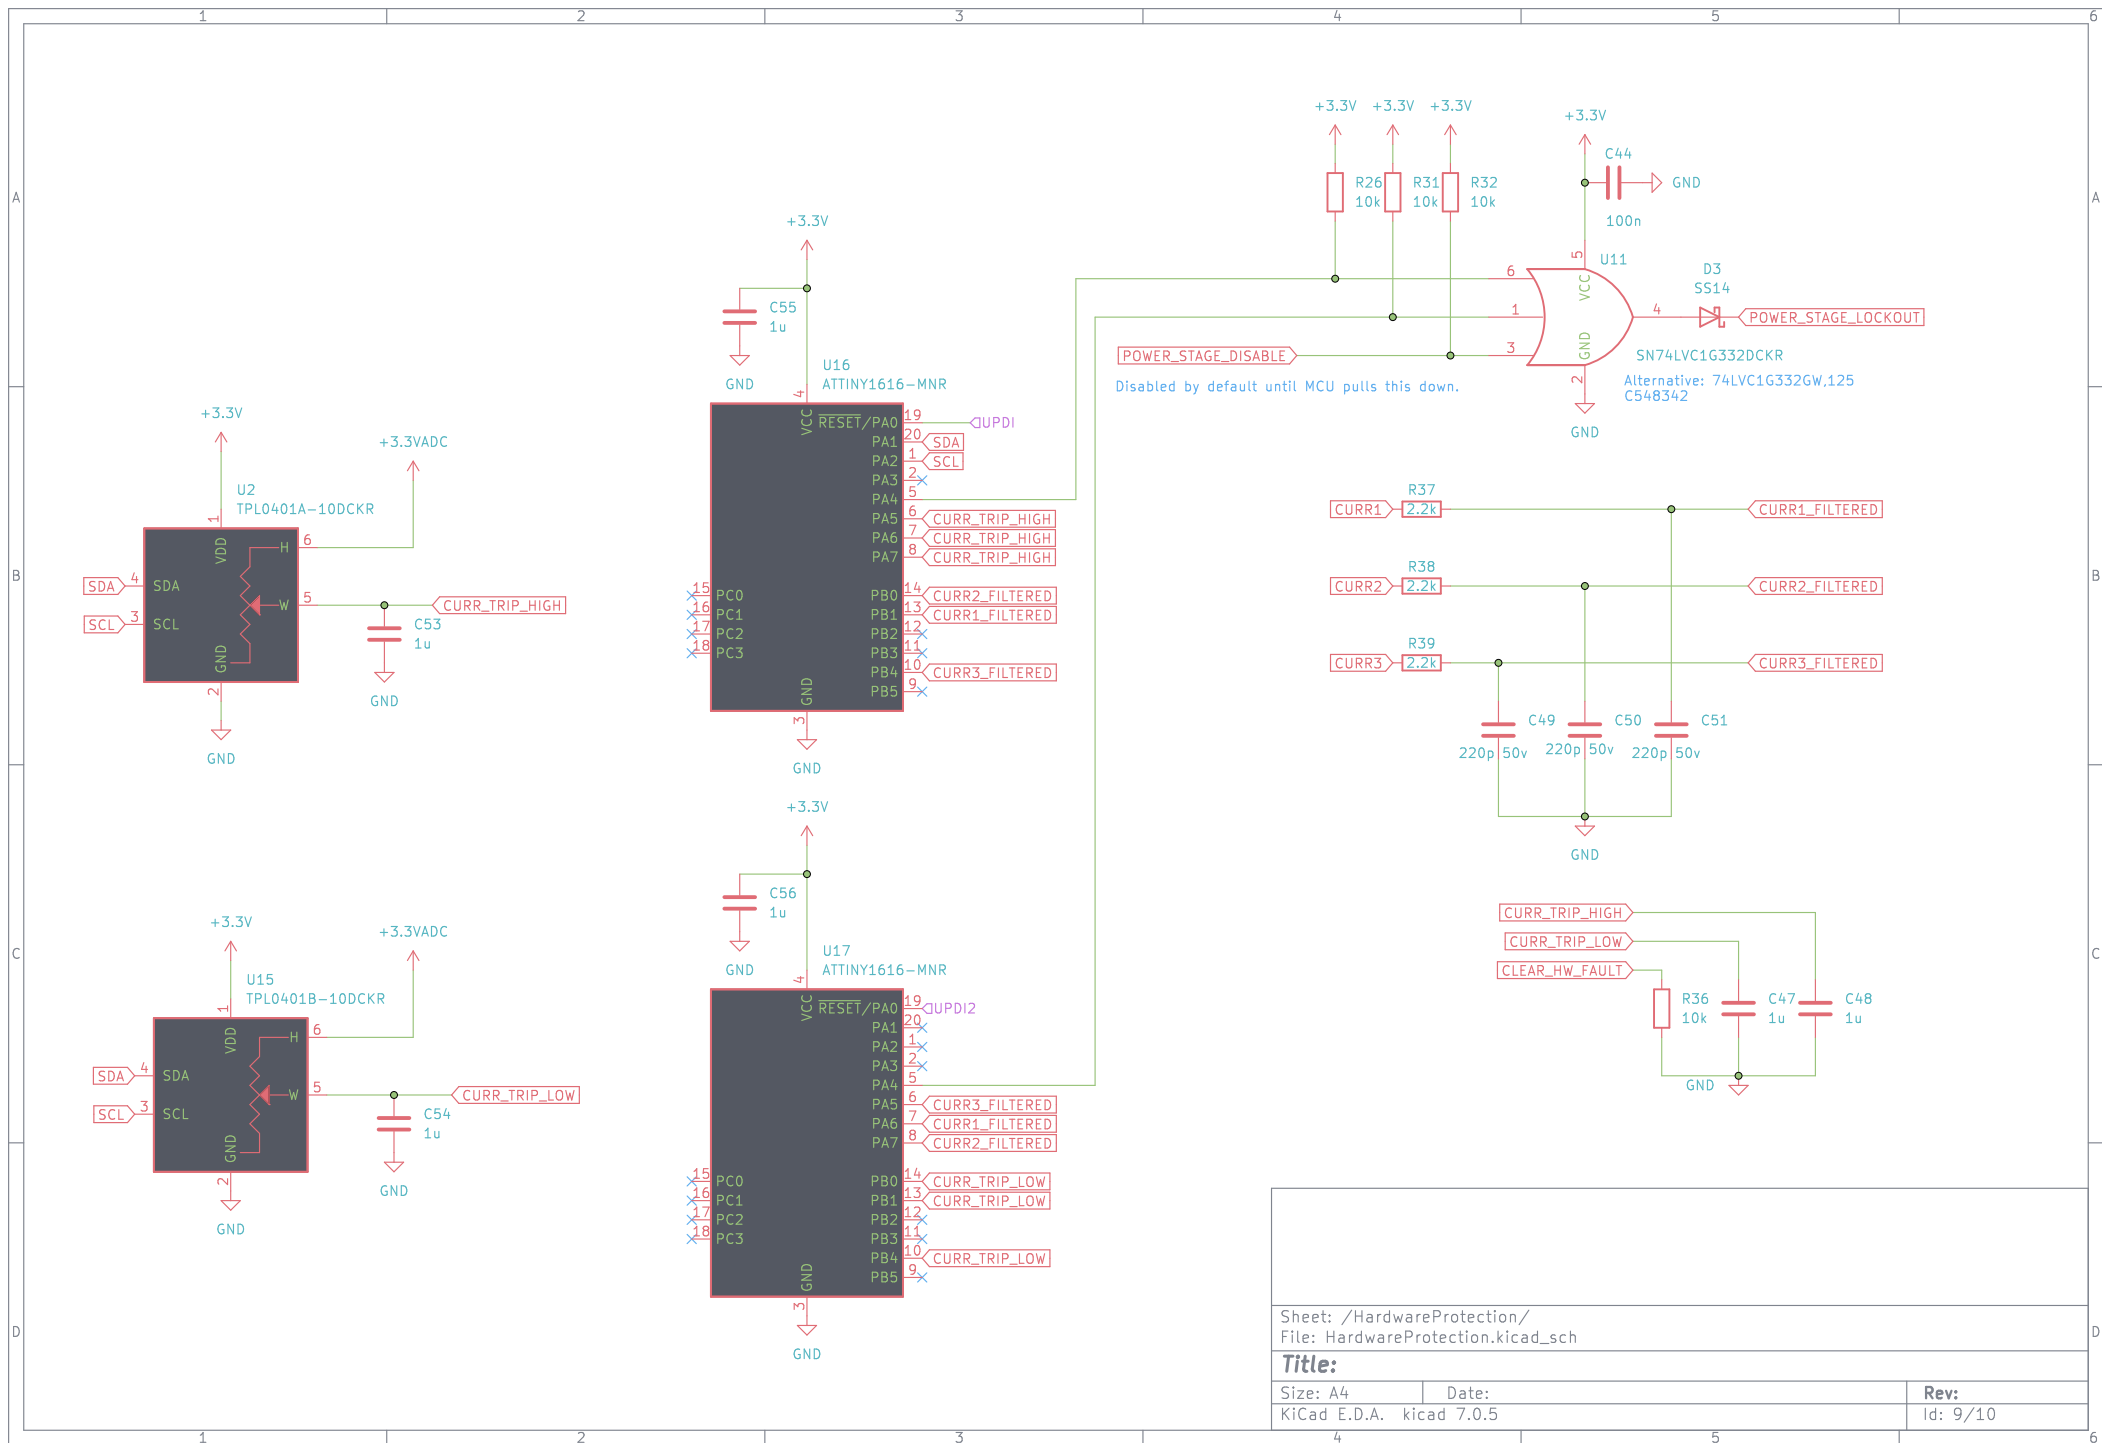 1 2 3 4 5 6
A
B
C
D
A
B
C
D
1 2 3 4 5 6
+3.3V
U2
TPL0401A-10DCKR
+3.3VADC
1
VDD
H
6
SDA
4
SDA
W
5
CURR_TRIP_HIGH
SCL
3
SCL
C53
1u
GND
GND
2
GND
+3.3V
U15
TPL0401B-10DCKR
+3.3VADC
1
VDD
H
6
SDA
4
SDA
W
5
CURR_TRIP_LOW
SCL
3
SCL
C54
1u
GND
GND
2
GND
+3.3V
C55
1u
GND
U16
ATTINY1616-MNR
4
VCC
RESET/PA0 19 UPDI
PA1 20 SDA
PA2 1 SCL
PA3 2
PA4 5
PA5 6 CURR_TRIP_HIGH
PA6 7 CURR_TRIP_HIGH
PA7 8 CURR_TRIP_HIGH
15 PC0 PB0 14 CURR2_FILTERED
16 PC1 PB1 13 CURR1_FILTERED
17 PC2 PB2 12
18 PC3 PB3 11
PB4 10 CURR3_FILTERED
PB5 9
GND
3
GND
+3.3V
C56
1u
GND
U17
ATTINY1616-MNR
4
VCC
RESET/PA0 19 UPDI2
PA1 20
PA2 1
PA3 2
PA4 5
PA5 6 CURR3_FILTERED
PA6 7 CURR1_FILTERED
PA7 8 CURR2_FILTERED
15 PC0 PB0 14 CURR_TRIP_LOW
16 PC1 PB1 13 CURR_TRIP_LOW
17 PC2 PB2 12
18 PC3 PB3 11
PB4 10 CURR_TRIP_LOW
PB5 9
GND
3
GND
+3.3V +3.3V +3.3V
R26 R31 R32
10k 10k 10k
+3.3V
C44
GND
100n
5
U11
VCC
6
1
3
GND
2
GND
4
D3
SS14
POWER_STAGE_LOCKOUT
POWER_STAGE_DISABLE
SN74LVC1G332DCKR
Disabled by default until MCU pulls this down.
Alternative: 74LVC1G332GW,125
C548342
R37
CURR1 2.2k CURR1_FILTERED
R38
CURR2 2.2k CURR2_FILTERED
R39
CURR3 2.2k CURR3_FILTERED
C49 C50 C51
220p 50v 220p 50v 220p 50v
GND
CURR_TRIP_HIGH
CURR_TRIP_LOW
CLEAR_HW_FAULT
R36 C47 C48
10k 1u 1u
GND
Sheet: /HardwareProtection/
File: HardwareProtection.kicad_sch
Title:
Size: A4 Date: Rev:
KiCad E.D.A. kicad 7.0.5 Id: 9/10